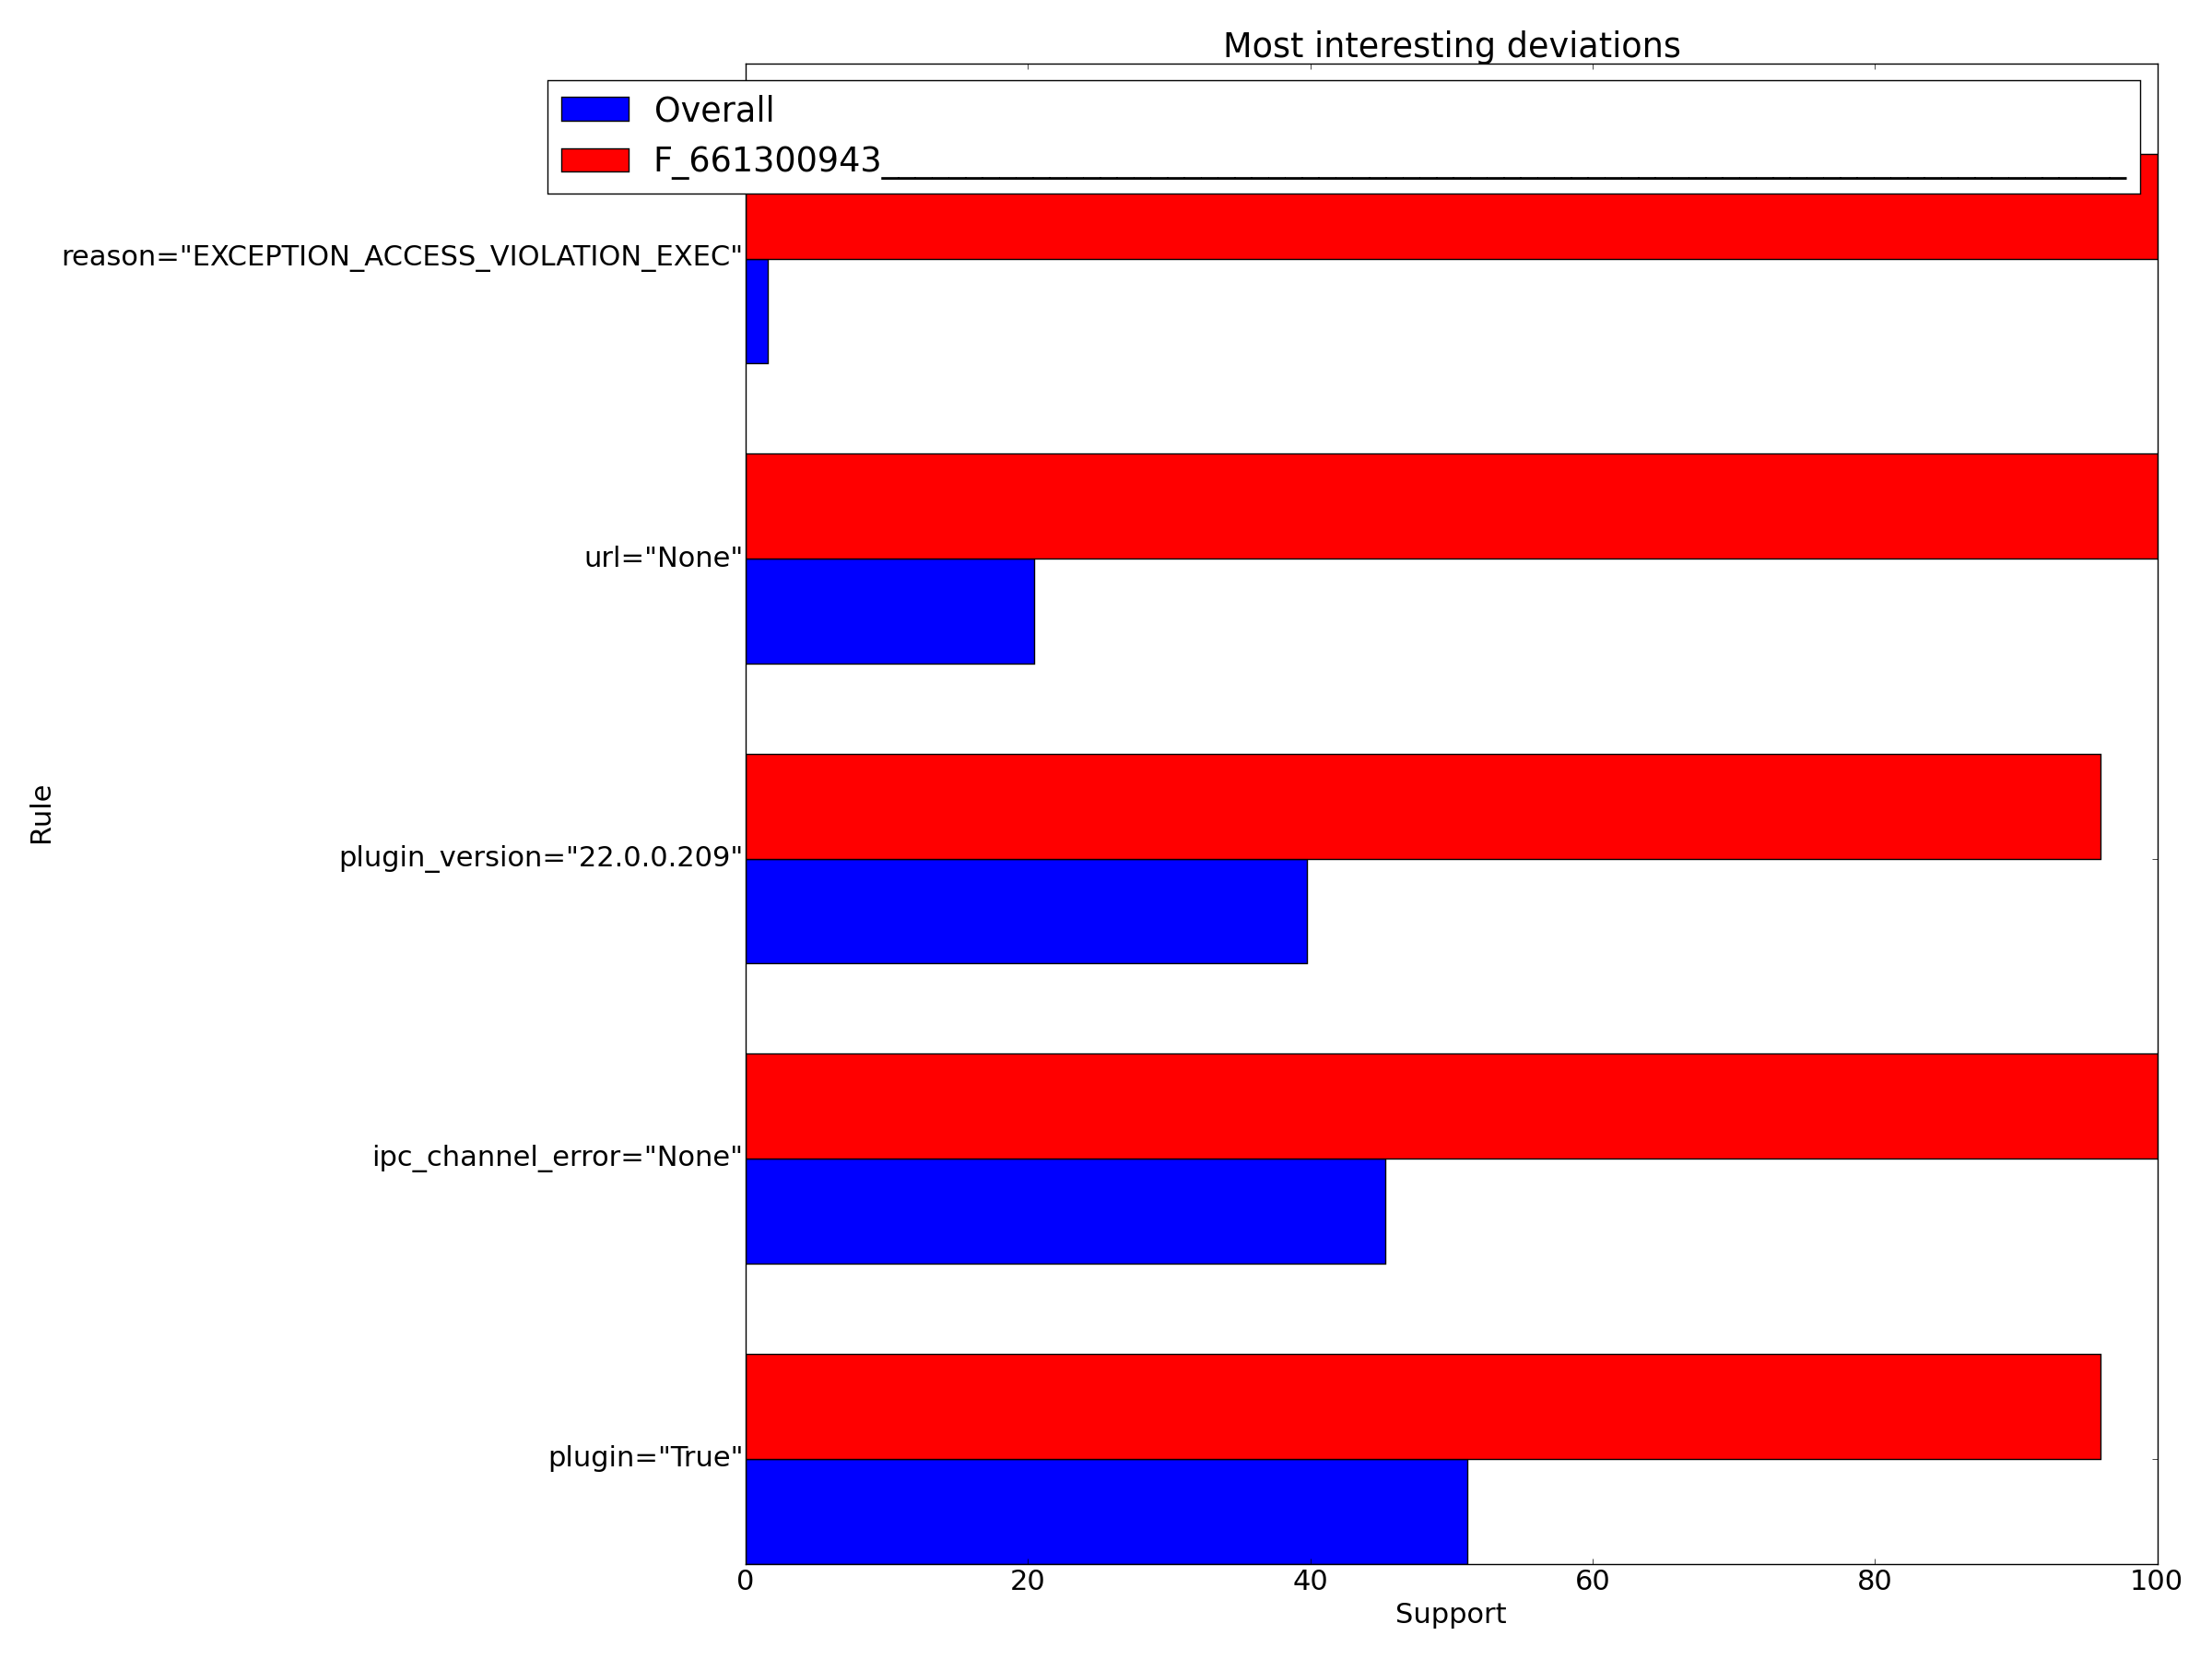 Most interesting deviations
Overall
F_661300943__________________________________________________________________________
reason="EXCEPTION_ACCESS_VIOLATION_EXEC"
url="None"
plugin_version="22.0.0.209"
ipc_channel_error="None"
plugin="True"
Rule
0 20 40 60 80 100
Support